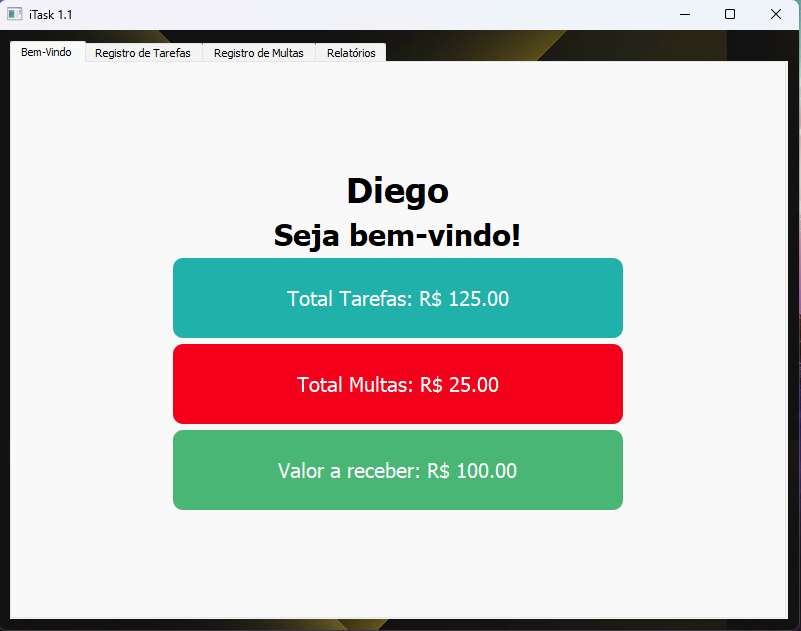 iTask 1.1
Bem-Vindo Registro de Tarefas Registro de Multas Relatórios
Diego
Seja bem-vindo!
Total Tarefas: R$ 125.00
Total Multas: R$ 25.00
Valor a receber: R$ 100.00